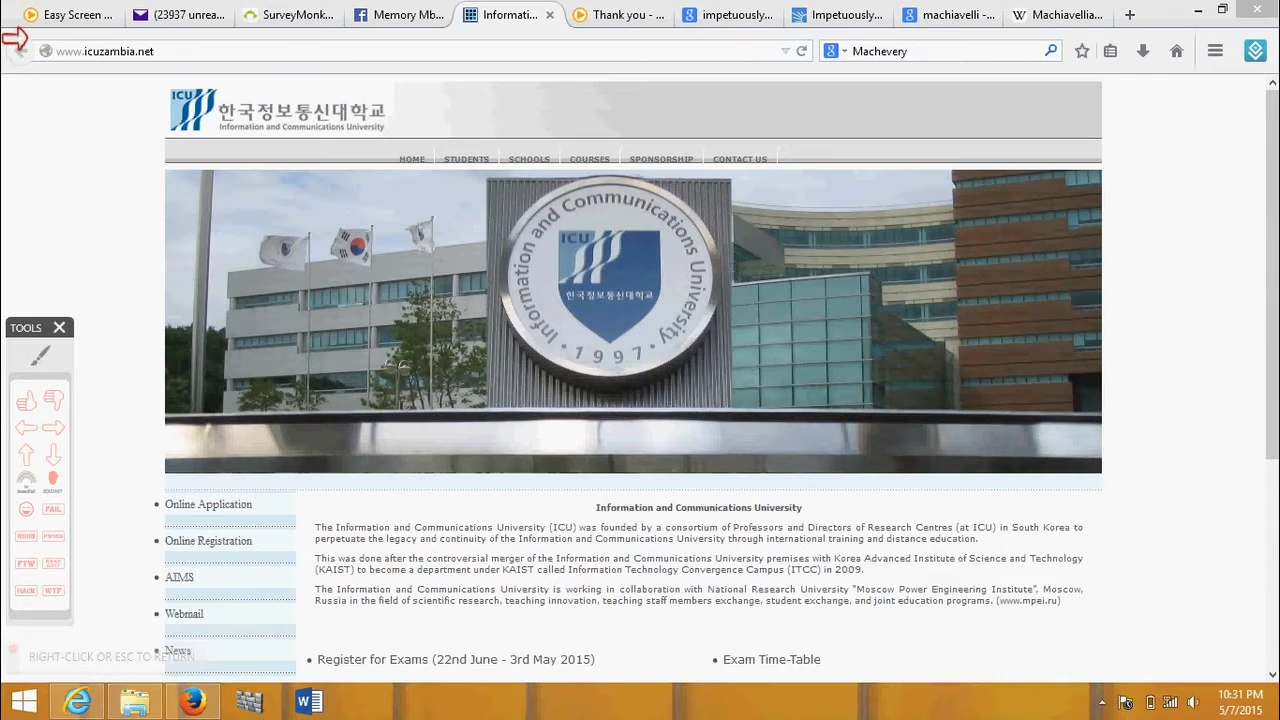 Easy Screen ...
(23937 unrea...
SurveyMonk...
Memory Mb...
Informati...
Thank you - ...
impetuously...
Impetuously...
machiavelli -...
Machiavellia...
www.icuzambia.net
Machevery
ICU
한국정보통신대학교
Information and Communications University
HOME
STUDENTS
SCHOOLS
COURSES
SPONSORSHIP
CONTACT US
Information and Communications University
ICU
한국정보통신대학교
1997
TOOLS
FAIL
FTW
HACK
WTF
RIGHT-CLICK OR ESC TO RETURN
Online Application
Online Registration
AIMS
Webmail
News
Information and Communications University
The Information and Communications University (ICU) was founded by a consortium of Professors and Directors of Research Centres (at ICU) in South Korea to
perpetuate the legacy and continuity of the Information and Communications University through international training and distance education.
This was done after the controversial merger of the Information and Communications University premises with Korea Advanced Institute of Science and Technology
(KAIST) to become a department under KAIST called Information Technology Convergence Campus (ITCC) in 2009.
The Information and Communications University is working in collaboration with National Research University "Moscow Power Engineering Institute", Moscow,
Russia in the field of scientific research, teaching innovation, teaching staff members exchange, student exchange, and joint education programs. (www.mpei.ru)
Register for Exams (22nd June - 3rd May 2015)
Exam Time-Table
10:31 PM
5/7/2015